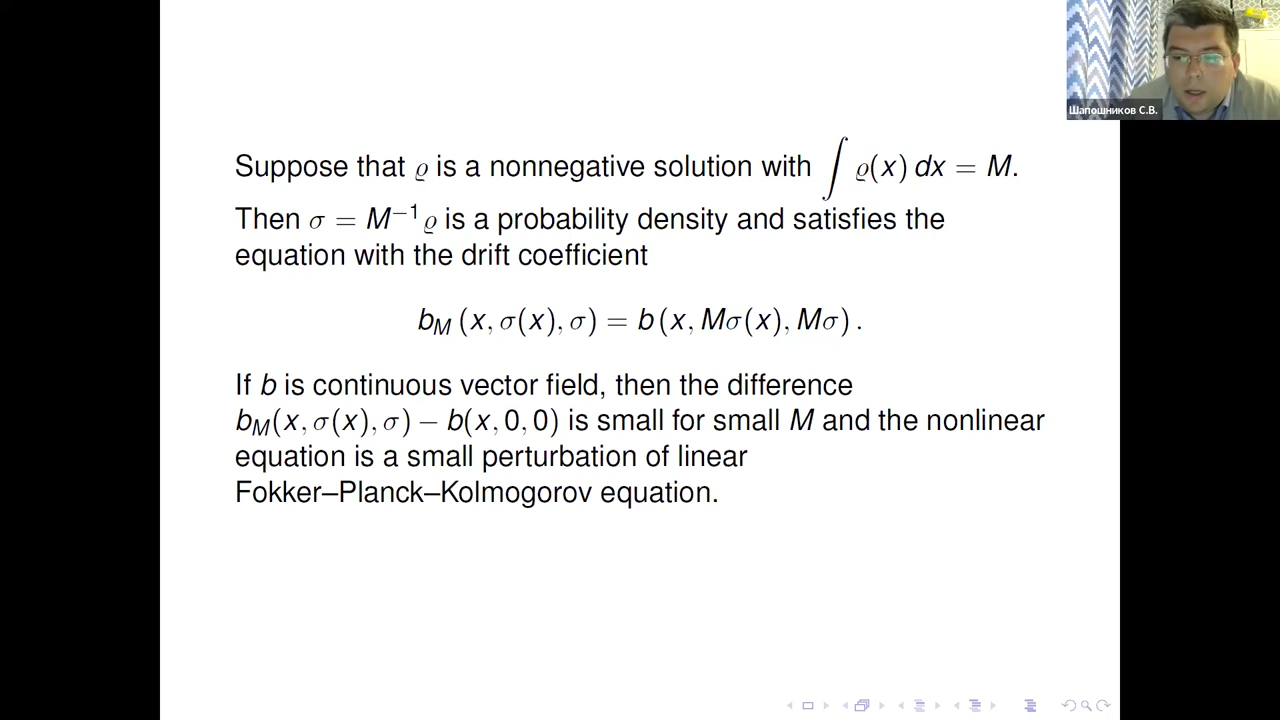 Шапошников С.В.
Suppose that ϱ is a nonnegative solution with ∫ ϱ(x) dx = M.
Then σ = M⁻¹ϱ is a probability density and satisfies the
equation with the drift coefficient
b_M (x, σ(x), σ) = b (x, Mσ(x), Mσ) .
If b is continuous vector field, then the difference
b_M(x, σ(x), σ) − b(x, 0, 0) is small for small M and the nonlinear
equation is a small perturbation of linear
Fokker–Planck–Kolmogorov equation.